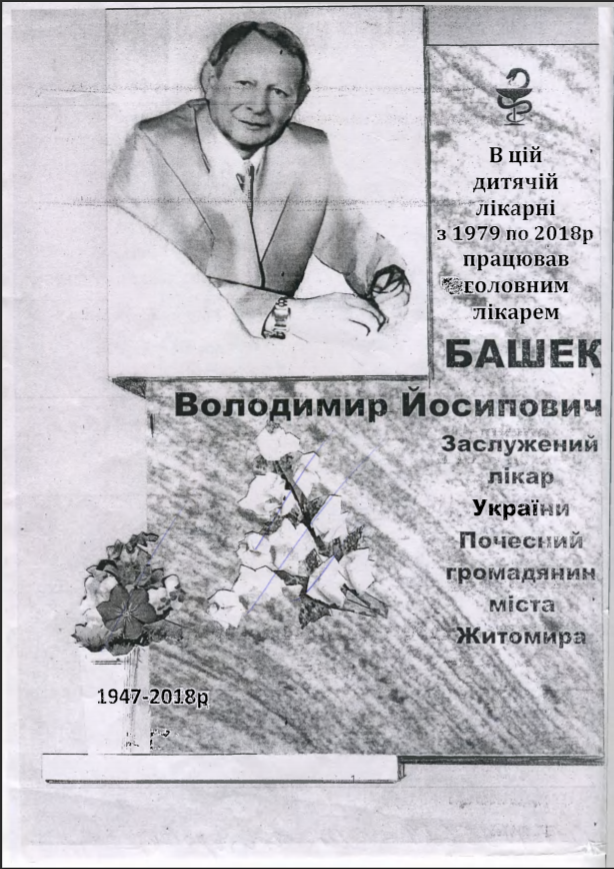 В цій
дитячій
лікарні
з 1979 по 2018р
працював
головним
лікарем
БАШЕК
Володимир Йосипович
Заслужений
лікар
України
Почесний
громадянин
міста
Житомира
1947-2018р